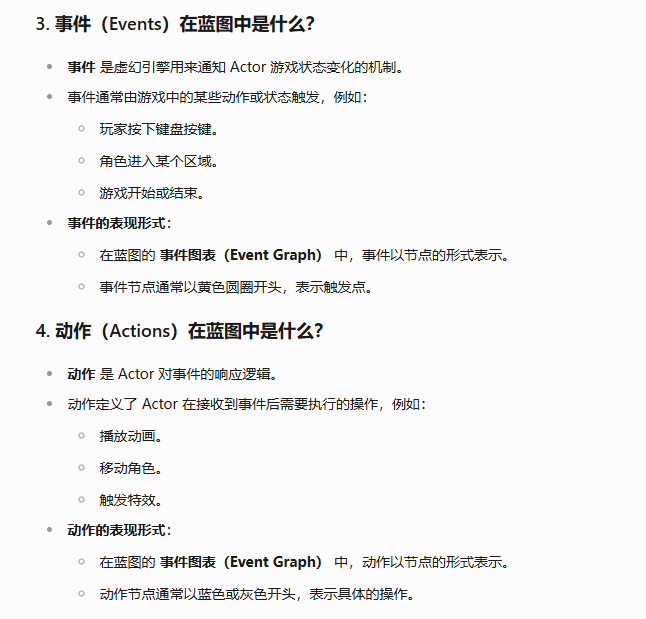 3. 事件（Events）在蓝图中是什么？
事件 是虚幻引擎用来通知 Actor 游戏状态变化的机制。
事件通常由游戏中的某些动作或状态触发，例如：
玩家按下键盘按键。
角色进入某个区域。
游戏开始或结束。
事件的表现形式：
在蓝图的 事件图表（Event Graph） 中，事件以节点的形式表示。
事件节点通常以黄色圆圈开头，表示触发点。
4. 动作（Actions）在蓝图中是什么？
动作 是 Actor 对事件的响应逻辑。
动作定义了 Actor 在接收到事件后需要执行的操作，例如：
播放动画。
移动角色。
触发特效。
动作的表现形式：
在蓝图的 事件图表（Event Graph） 中，动作以节点的形式表示。
动作节点通常以蓝色或灰色开头，表示具体的操作。